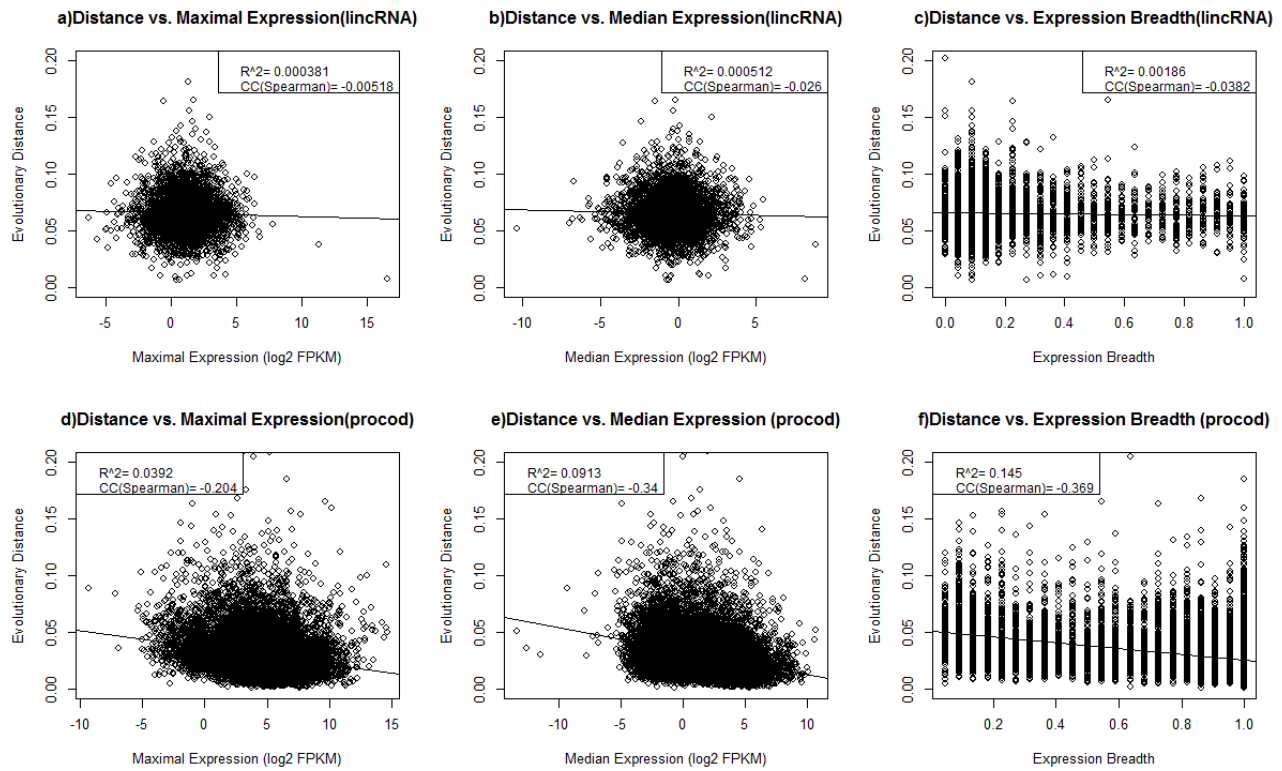 a)Distance vs. Maximal Expression(lincRNA)
R^2= 0.000381
CC(Spearman)= -0.00518
Evolutionary Distance
0.00 0.05 0.10 0.15 0.20
-5 0 5 10 15
Maximal Expression (log2 FPKM)
b)Distance vs. Median Expression(lincRNA)
R^2= 0.000512
CC(Spearman)= -0.026
Evolutionary Distance
0.00 0.05 0.10 0.15 0.20
-10 -5 0 5
Median Expression (log2 FPKM)
c)Distance vs. Expression Breadth(lincRNA)
R^2= 0.00186
CC(Spearman)= -0.0382
Evolutionary Distance
0.00 0.05 0.10 0.15 0.20
0.0 0.2 0.4 0.6 0.8 1.0
Expression Breadth
d)Distance vs. Maximal Expression(procod)
R^2= 0.0392
CC(Spearman)= -0.204
Evolutionary Distance
0.00 0.05 0.10 0.15 0.20
-10 -5 0 5 10 15
Maximal Expression (log2 FPKM)
e)Distance vs. Median Expression (procod)
R^2= 0.0913
CC(Spearman)= -0.34
Evolutionary Distance
0.00 0.05 0.10 0.15 0.20
-10 -5 0 5 10
Median Expression (log2 FPKM)
f)Distance vs. Expression Breadth (procod)
R^2= 0.145
CC(Spearman)= -0.369
Evolutionary Distance
0.00 0.05 0.10 0.15 0.20
0.2 0.4 0.6 0.8 1.0
Expression Breadth